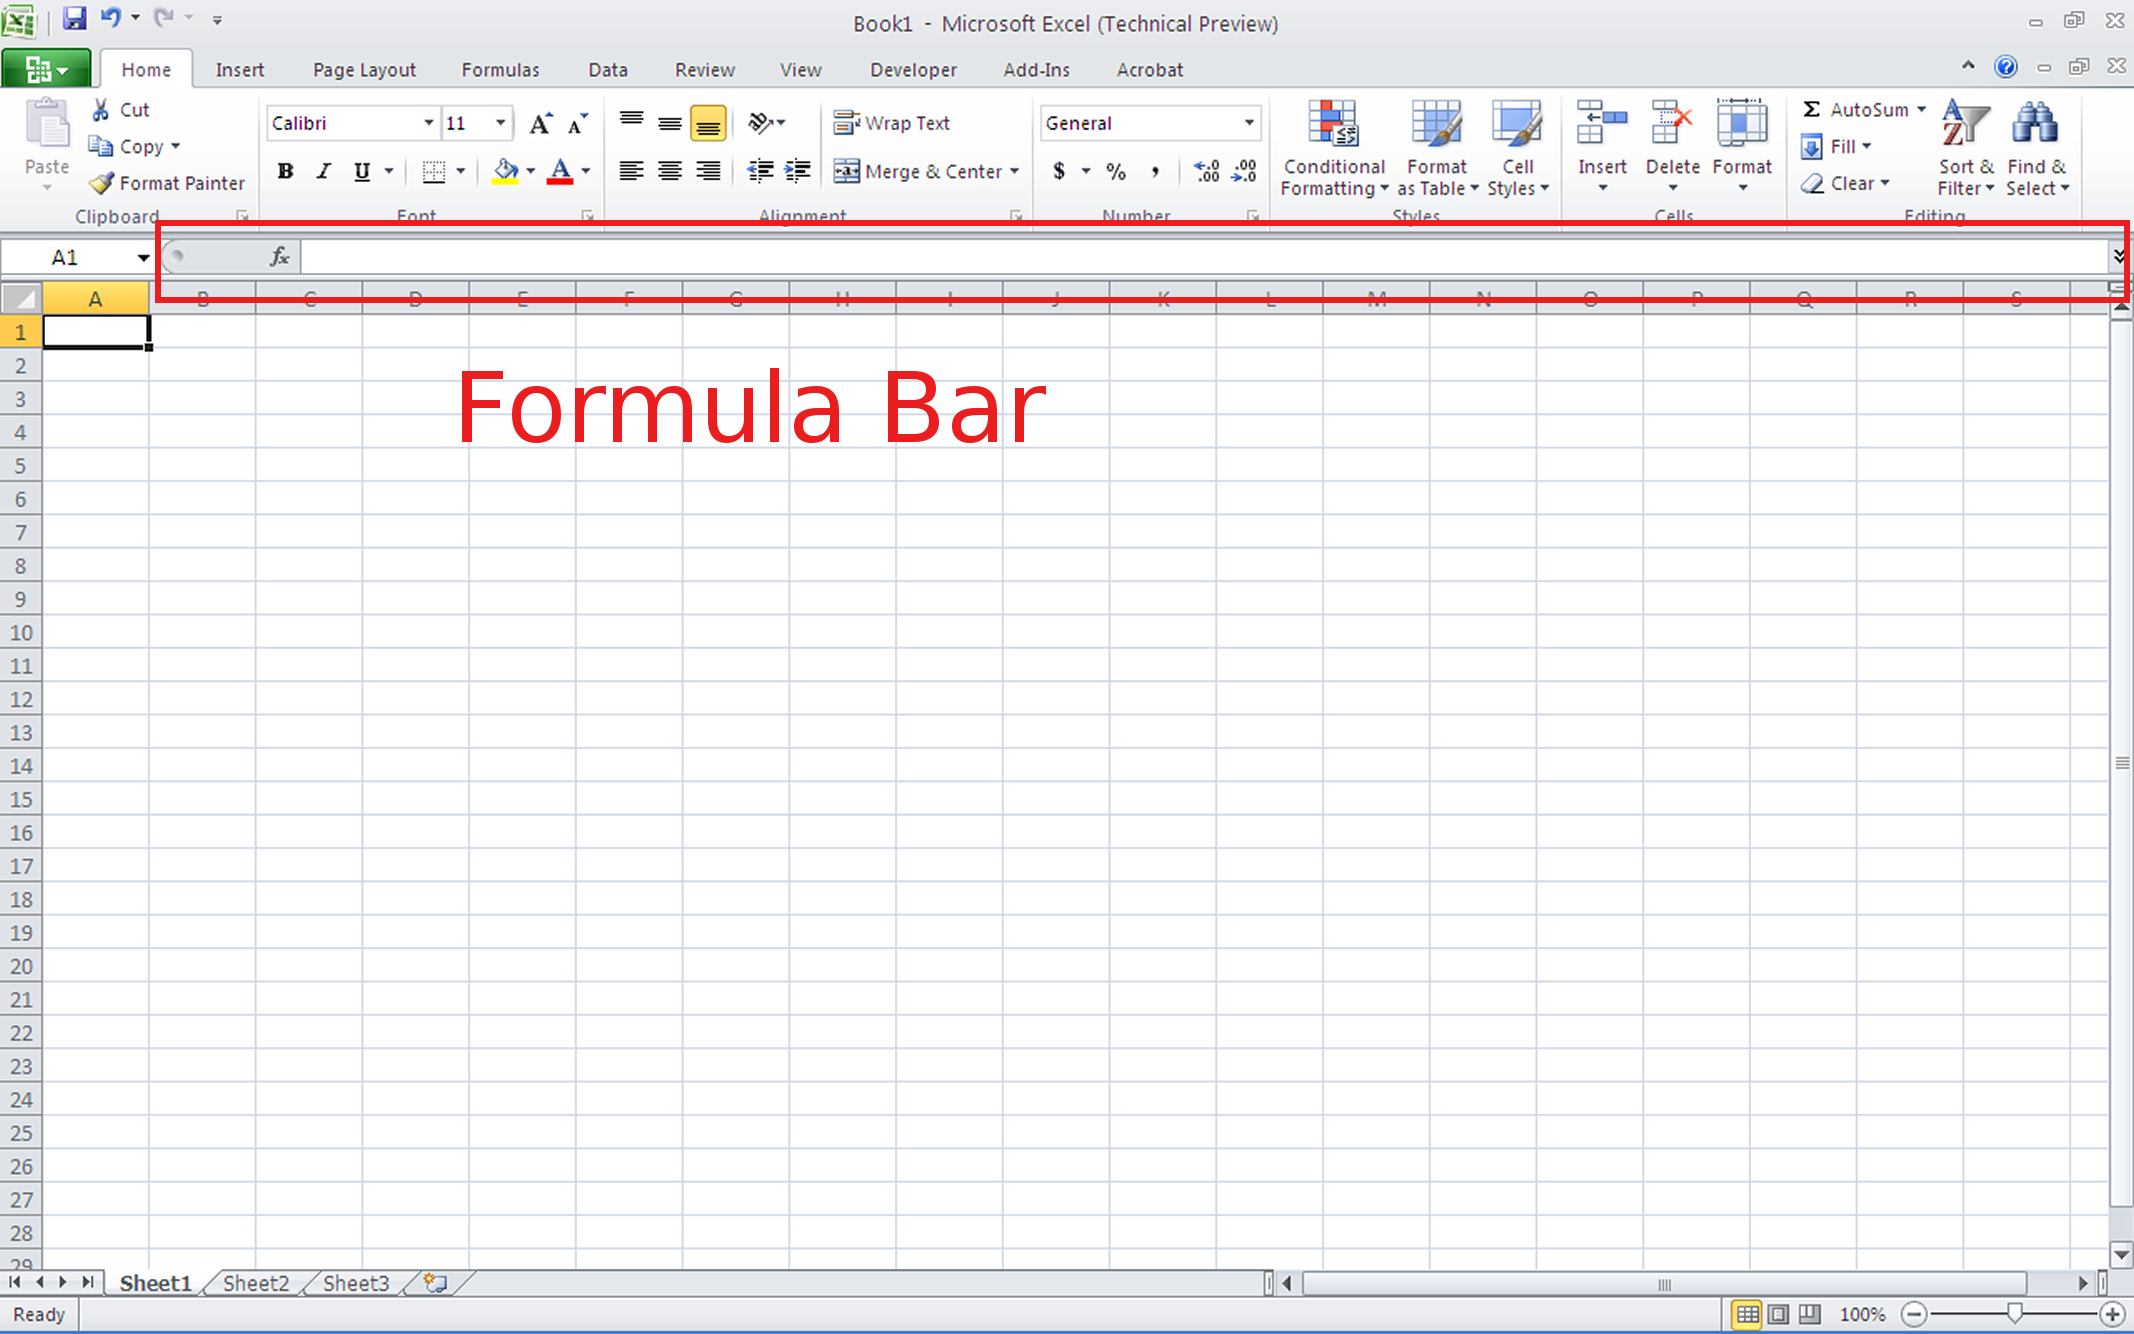 Book1 - Microsoft Excel (Technical Preview)
Home Insert Page Layout Formulas Data Review View Developer Add-Ins Acrobat
Paste
Cut
Copy
Format Painter
Clipboard
Calibri 11
B I U
Font
Wrap Text
Merge & Center
Alignment
General
$ % ,
Number
Conditional Formatting
Format as Table
Cell Styles
Styles
Insert Delete Format
Cells
AutoSum
Fill
Clear
Sort & Filter
Find & Select
Editing
A1 fx
A B C D E F G H I J K L M N O P Q R S
1
2
3
4
5
6
7
8
9
10
11
12
13
14
15
16
17
18
19
20
21
22
23
24
25
26
27
28
29
Formula Bar
Sheet1 Sheet2 Sheet3
Ready 100%